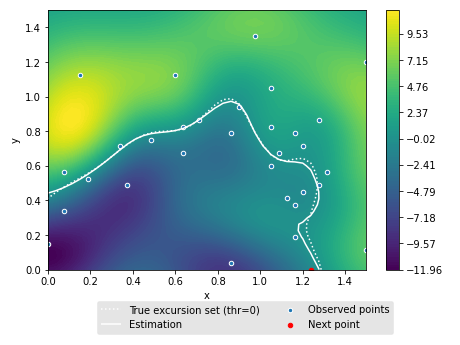 1.4
1.2
1.0
0.8
0.6
0.4
0.2
0.0
y
0.0 0.2 0.4 0.6 0.8 1.0 1.2 1.4
x
9.53
7.15
4.76
2.37
−0.02
−2.41
−4.79
−7.18
−9.57
−11.96
True excursion set (thr=0)
Estimation
Observed points
Next point